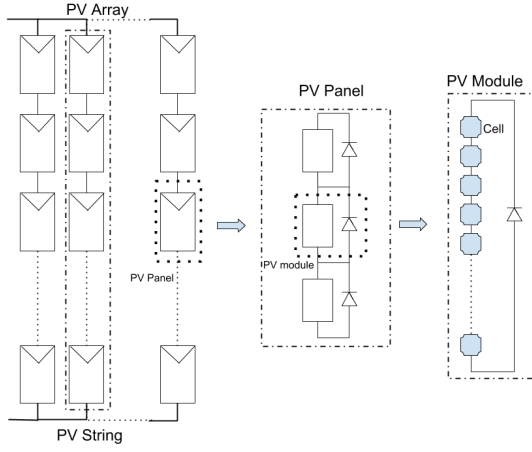 PV Array
PV Panel
PV Module
Cell
PV module
PV Panel
PV String